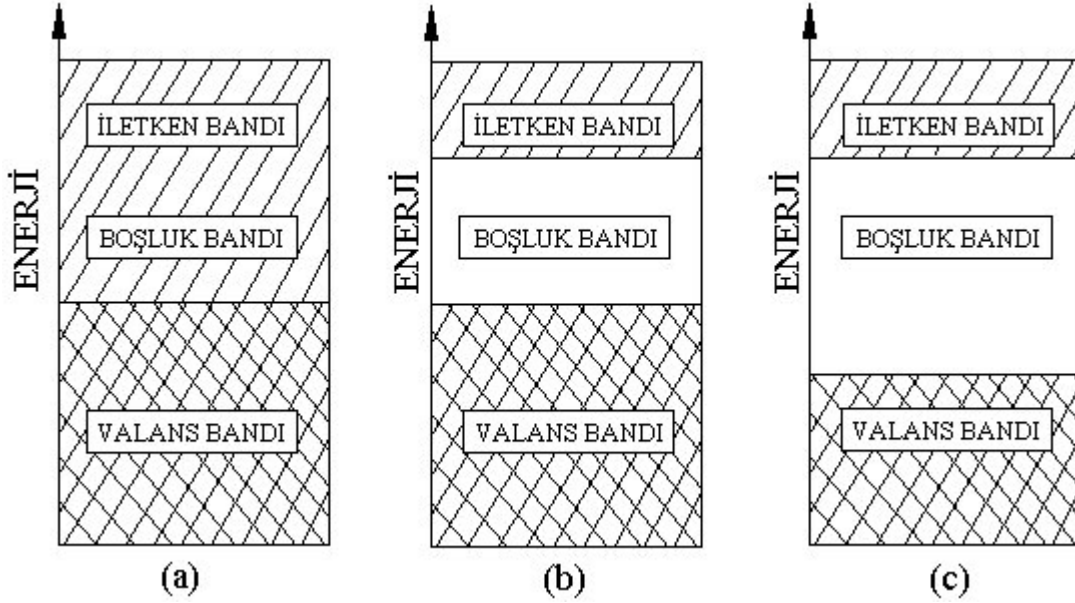 ENERJİ
İLETKEN BANDI
BOŞLUK BANDI
VALANS BANDI
(a)
ENERJİ
İLETKEN BANDI
BOŞLUK BANDI
VALANS BANDI
(b)
ENERJİ
İLETKEN BANDI
BOŞLUK BANDI
VALANS BANDI
(c)